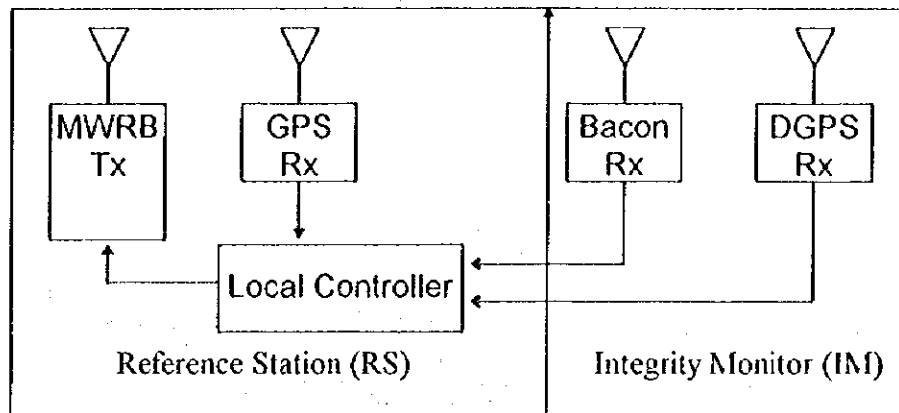 MWRB
Tx
GPS
Rx
Bacon
Rx
DGPS
Rx
Local Controller
Reference Station (RS)
Integrity Monitor (IM)